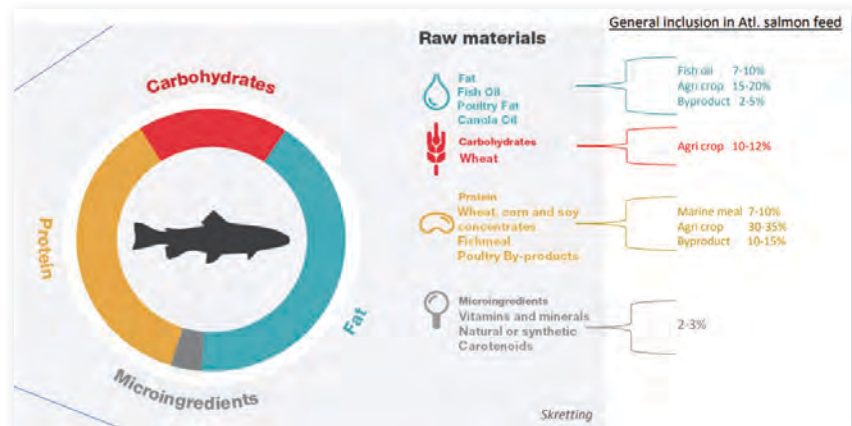 General inclusion in Atl. salmon feed
Raw materials
Carbohydrates
Protein
Fat
Microingredients
Fat
Fish Oil
Poultry Fat
Canola Oil
Fish oil 7-10%
Agri crop 15-20%
Byproduct 2-5%
Carbohydrates
Wheat
Agri crop 10-12%
Protein
Wheat, corn and soy
concentrates
Fishmeal
Poultry By-products
Marine meal 7-10%
Agri crop 30-35%
Byproduct 10-15%
Microingredients
Vitamins and minerals
Natural or synthetic
Carotenoids
2-3%
Skretting